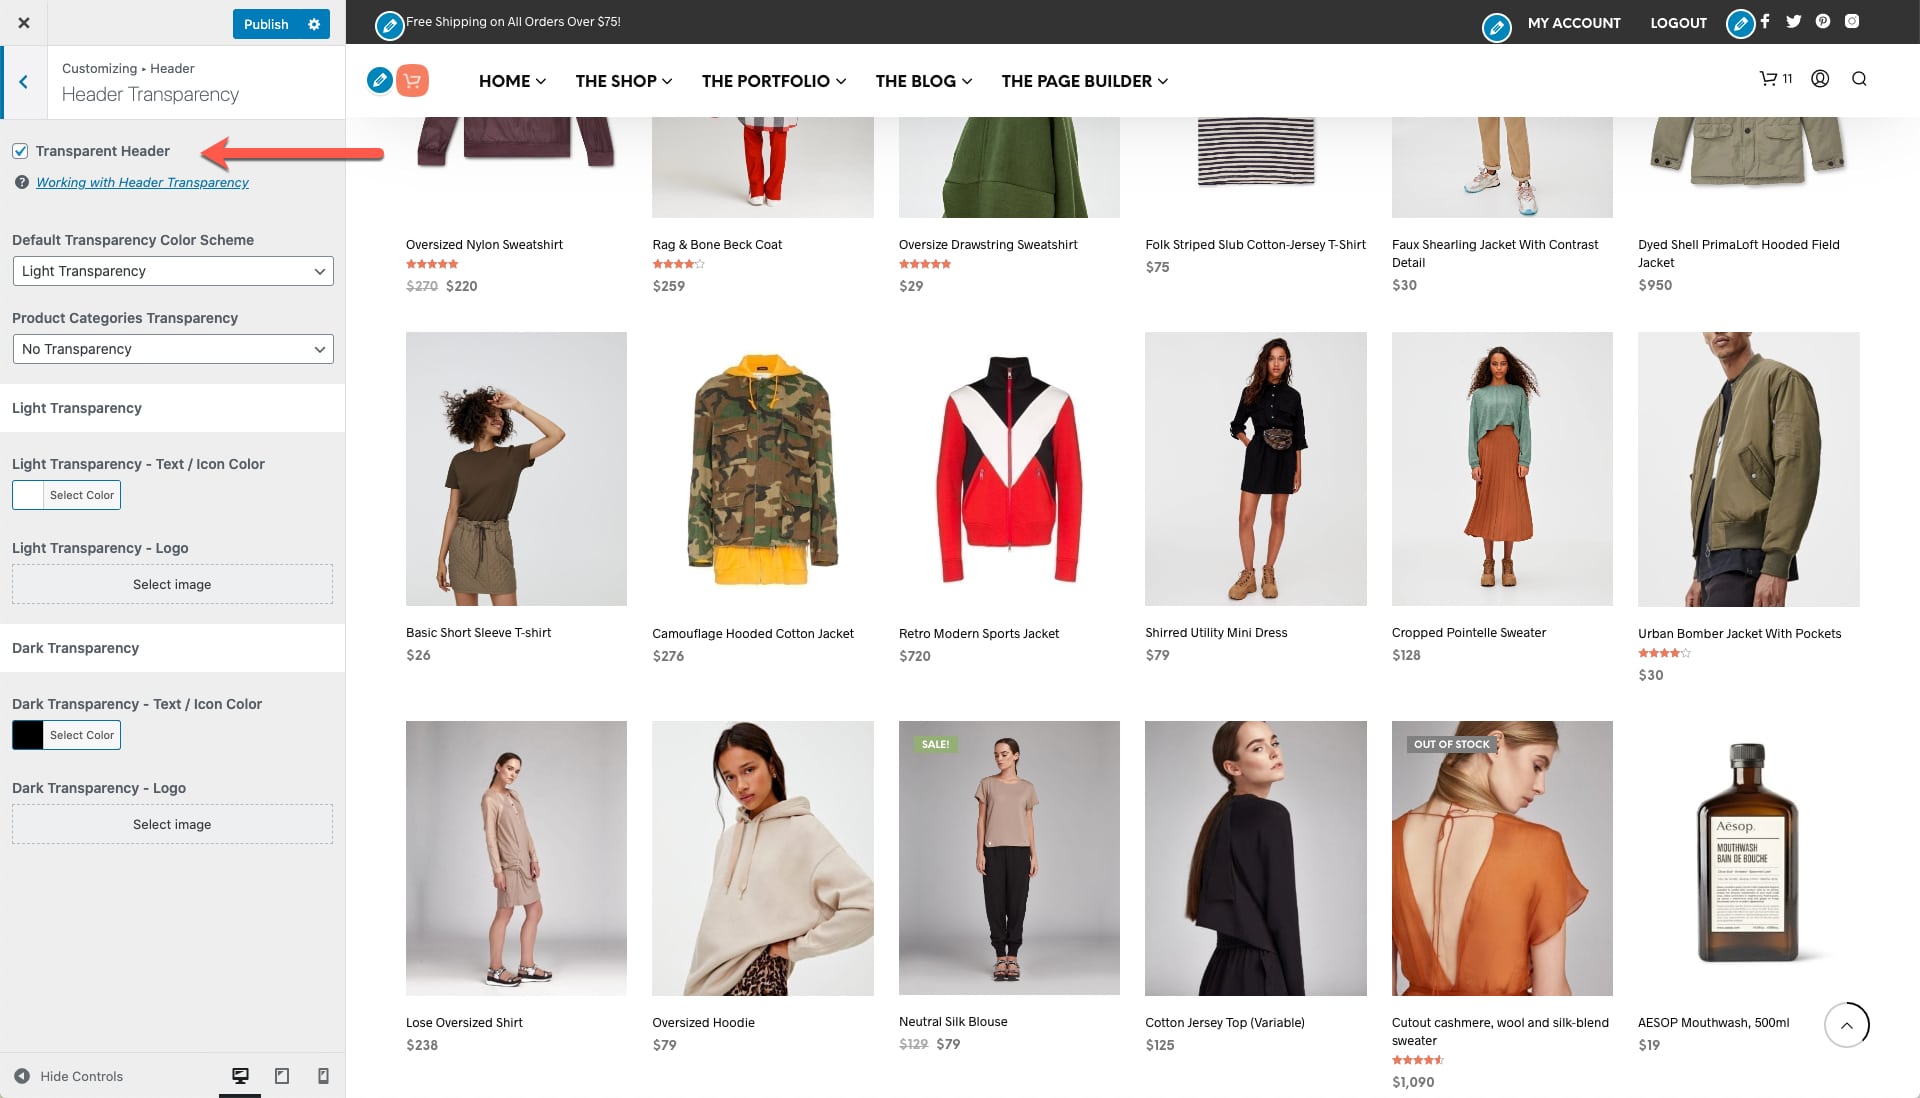 Publish
Customizing ▸ Header
Header Transparency
Transparent Header
Working with Header Transparency
Default Transparency Color Scheme
Light Transparency
Product Categories Transparency
No Transparency
Light Transparency
Light Transparency - Text / Icon Color
Select Color
Light Transparency - Logo
Select image
Dark Transparency
Dark Transparency - Text / Icon Color
Select Color
Dark Transparency - Logo
Select image
Hide Controls
Free Shipping on All Orders Over $75!
MY ACCOUNT LOGOUT
HOME THE SHOP THE PORTFOLIO THE BLOG THE PAGE BUILDER
11
Oversized Nylon Sweatshirt
$270 $220
Rag & Bone Beck Coat
$259
Oversize Drawstring Sweatshirt
$29
Folk Striped Slub Cotton-Jersey T-Shirt
$75
Faux Shearling Jacket With Contrast
Detail
$30
Dyed Shell PrimaLoft Hooded Field
Jacket
$950
Basic Short Sleeve T-shirt
$26
Camouflage Hooded Cotton Jacket
$276
Retro Modern Sports Jacket
$720
Shirred Utility Mini Dress
$79
Cropped Pointelle Sweater
$128
Urban Bomber Jacket With Pockets
$30
Lose Oversized Shirt
$238
Oversized Hoodie
$79
SALE!
Neutral Silk Blouse
$129 $79
Cotton Jersey Top (Variable)
$125
OUT OF STOCK
Cutout cashmere, wool and silk-blend
sweater
$1,090
Aēsop.
MOUTHWASH
BAIN DE BOUCHE
AESOP Mouthwash, 500ml
$19